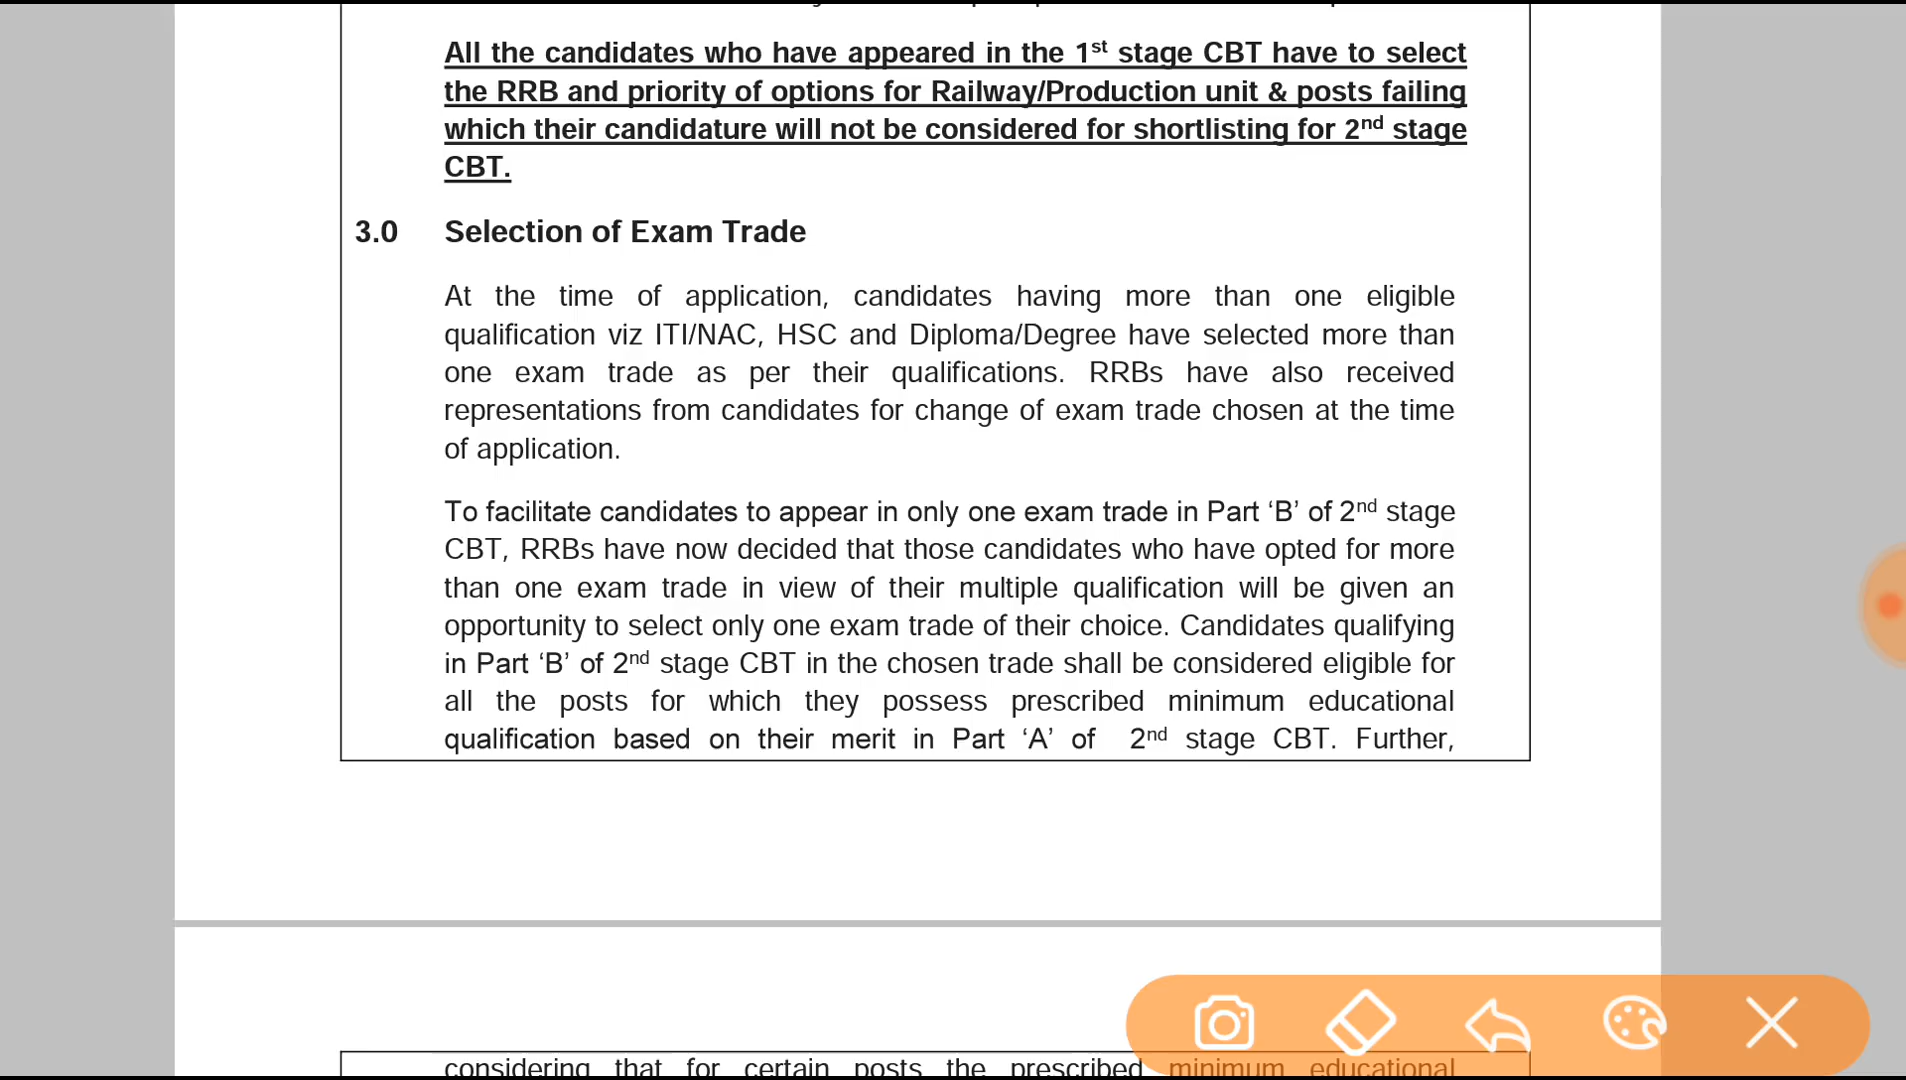 All the candidates who have appeared in the 1st stage CBT have to select
the RRB and priority of options for Railway/Production unit & posts failing
which their candidature will not be considered for shortlisting for 2nd stage
CBT.
3.0 Selection of Exam Trade
At the time of application, candidates having more than one eligible
qualification viz ITI/NAC, HSC and Diploma/Degree have selected more than
one exam trade as per their qualifications. RRBs have also received
representations from candidates for change of exam trade chosen at the time
of application.
To facilitate candidates to appear in only one exam trade in Part ‘B’ of 2nd stage
CBT, RRBs have now decided that those candidates who have opted for more
than one exam trade in view of their multiple qualification will be given an
opportunity to select only one exam trade of their choice. Candidates qualifying
in Part ‘B’ of 2nd stage CBT in the chosen trade shall be considered eligible for
all the posts for which they possess prescribed minimum educational
qualification based on their merit in Part ‘A’ of 2nd stage CBT. Further,
considering that for certain posts the prescribed minimum educational